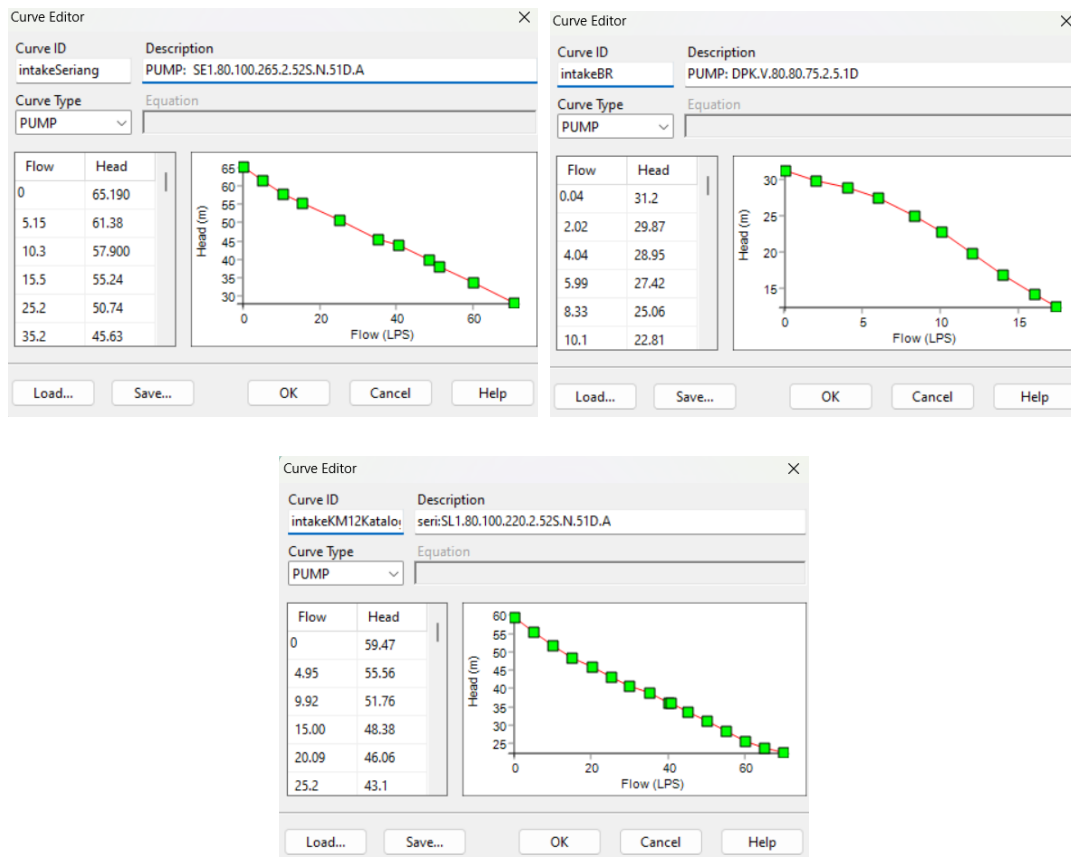 Curve Editor
Curve ID Description
intakeSeriang PUMP: SE1.80.100.265.2.52S.N.51D.A
Curve Type Equation
PUMP
Flow Head
0 65.190
5.15 61.38
10.3 57.900
15.5 55.24
25.2 50.74
35.2 45.63
65
60
55
50
45
40
35
30
Head (m)
0 20 40 60
Flow (LPS)
Load... Save... OK Cancel Help
Curve Editor
Curve ID Description
intakeBR PUMP: DPK.V.80.80.75.2.5.1D
Curve Type Equation
PUMP
Flow Head
0.04 31.2
2.02 29.87
4.04 28.95
5.99 27.42
8.33 25.06
10.1 22.81
30
25
20
15
Head (m)
0 5 10 15
Flow (LPS)
Load... Save... OK Cancel Help
Curve Editor
Curve ID Description
intakeKM12Katalo seri:SL1.80.100.220.2.52S.N.51D.A
Curve Type Equation
PUMP
Flow Head
0 59.47
4.95 55.56
9.92 51.76
15.00 48.38
20.09 46.06
25.2 43.1
60
55
50
45
40
35
30
25
Head (m)
0 20 40 60
Flow (LPS)
Load... Save... OK Cancel Help